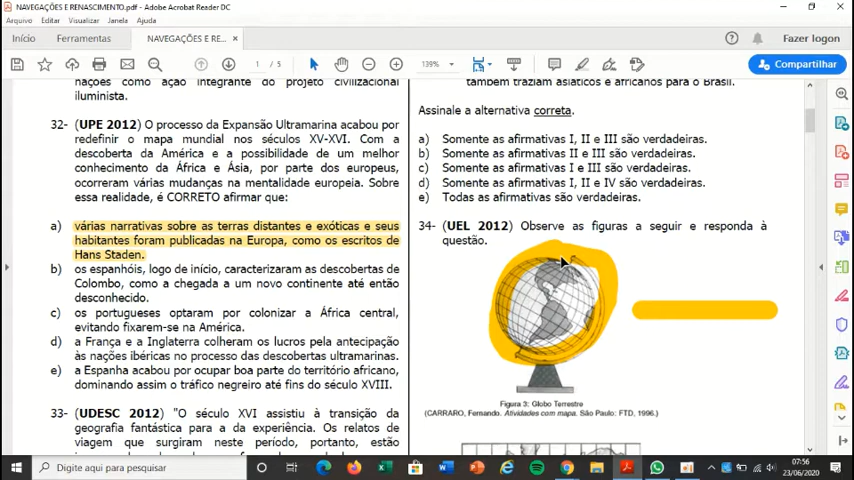 NAVEGAÇÕES E RENASCIMENTO.pdf - Adobe Acrobat Reader DC
Arquivo Editar Visualizar Janela Ajuda
Início Ferramentas NAVEGAÇÕES E RE... × Fazer logon
1 / 5 139% Compartilhar
nações como ação integrante do projeto civilizacional
iluminista.
32- (UPE 2012) O processo da Expansão Ultramarina acabou por
redefinir o mapa mundial nos séculos XV-XVI. Com a
descoberta da América e a possibilidade de um melhor
conhecimento da África e Ásia, por parte dos europeus,
ocorreram várias mudanças na mentalidade europeia. Sobre
essa realidade, é CORRETO afirmar que:
a) várias narrativas sobre as terras distantes e exóticas e seus
habitantes foram publicadas na Europa, como os escritos de
Hans Staden.
b) os espanhóis, logo de início, caracterizaram as descobertas de
Colombo, como a chegada a um novo continente até então
desconhecido.
c) os portugueses optaram por colonizar a África central,
evitando fixarem-se na América.
d) a França e a Inglaterra colheram os lucros pela antecipação
às nações ibéricas no processo das descobertas ultramarinas.
e) a Espanha acabou por ocupar boa parte do território africano,
dominando assim o tráfico negreiro até fins do século XVIII.
33- (UDESC 2012) "O século XVI assistiu à transição da
geografia fantástica para a da experiência. Os relatos de
viagem que surgiram neste período, portanto, estão
também traziam asiáticos e africanos para o Brasil.
Assinale a alternativa correta.
a) Somente as afirmativas I, II e III são verdadeiras.
b) Somente as afirmativas II e III são verdadeiras.
c) Somente as afirmativas I e III são verdadeiras.
d) Somente as afirmativas I, II e IV são verdadeiras.
e) Todas as afirmativas são verdadeiras.
34- (UEL 2012) Observe as figuras a seguir e responda à
questão.
Figura 3: Globo Terrestre
(CARRARO, Fernando. Atividades com mapa. São Paulo: FTD, 1996.)
Digite aqui para pesquisar
07:56
23/06/2020